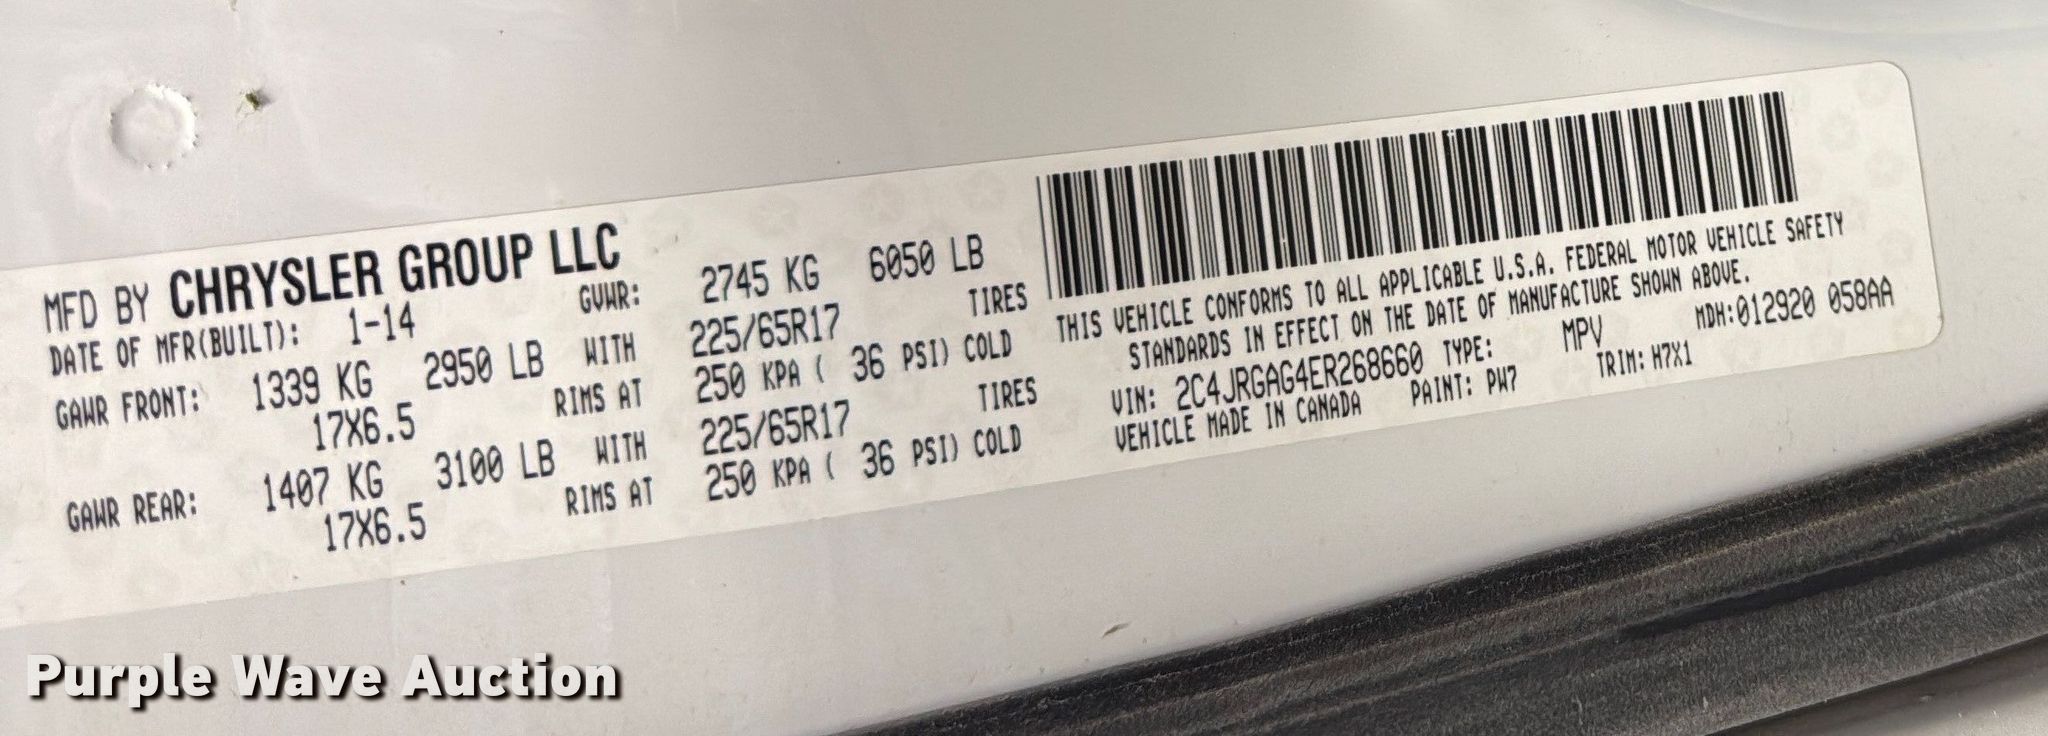 MFD BY CHRYSLER GROUP LLC
DATE OF MFR(BUILT): 1-14 GVWR: 2745 KG 6050 LB
GAWR FRONT: 1339 KG 2950 LB WITH 225/65R17 TIRES
17X6.5 RIMS AT 250 KPA ( 36 PSI) COLD
GAWR REAR: 1407 KG 3100 LB WITH 225/65R17 TIRES
17X6.5 RIMS AT 250 KPA ( 36 PSI) COLD
THIS VEHICLE CONFORMS TO ALL APPLICABLE U.S.A. FEDERAL MOTOR VEHICLE SAFETY
STANDARDS IN EFFECT ON THE DATE OF MANUFACTURE SHOWN ABOVE.
VIN: 2C4JRGAG4ER268660 TYPE: MPV MDH:012920 058AA
VEHICLE MADE IN CANADA PAINT: PW7 TRIM: H7X1
Purple Wave Auction